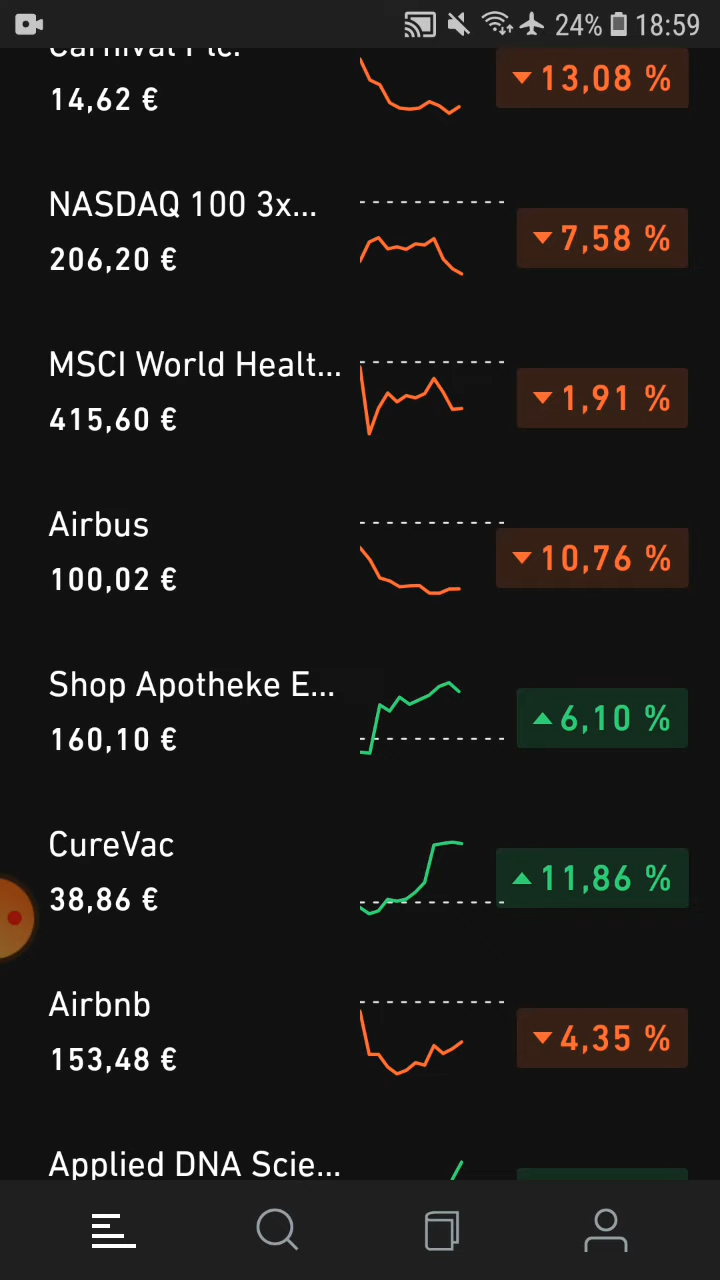 24% 18:59
Carnival Plc.
14,62 €
13,08 %
NASDAQ 100 3x...
206,20 €
7,58 %
MSCI World Healt...
415,60 €
1,91 %
Airbus
100,02 €
10,76 %
Shop Apotheke E...
160,10 €
6,10 %
CureVac
38,86 €
11,86 %
Airbnb
153,48 €
4,35 %
Applied DNA Scie...